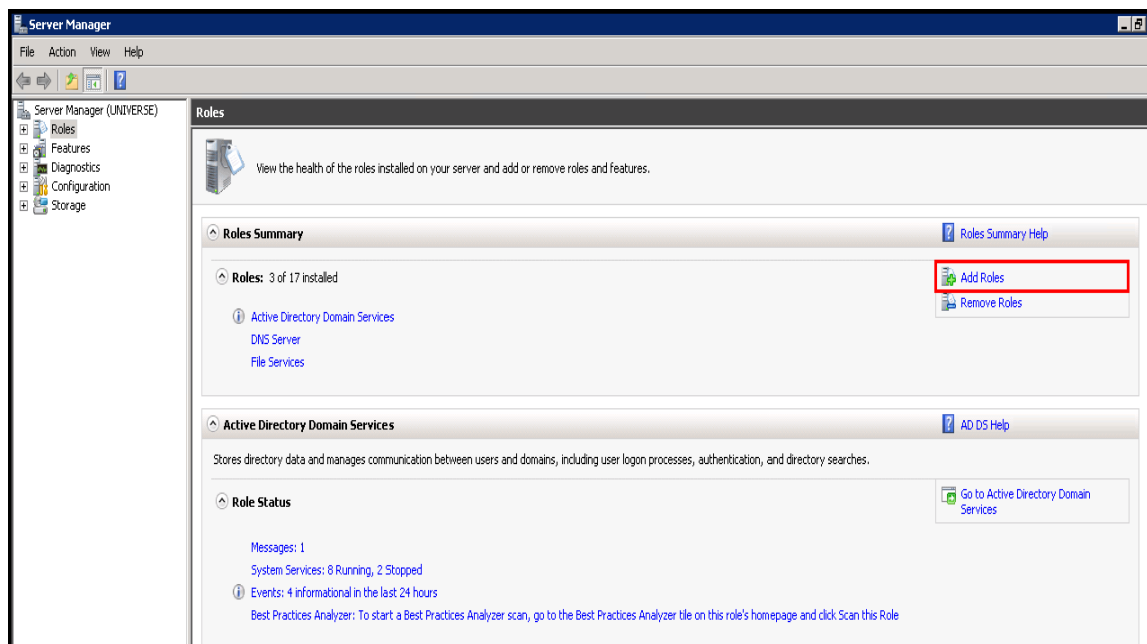 Server Manager
File Action View Help
Server Manager (UNIVERSE)
Roles
Features
Diagnostics
Configuration
Storage
Roles
View the health of the roles installed on your server and add or remove roles and features.
Roles Summary
Roles Summary Help
Roles: 3 of 17 installed
Add Roles
Remove Roles
Active Directory Domain Services
DNS Server
File Services
Active Directory Domain Services
AD DS Help
Stores directory data and manages communication between users and domains, including user logon processes, authentication, and directory searches.
Role Status
Go to Active Directory Domain
Services
Messages: 1
System Services: 8 Running, 2 Stopped
Events: 4 informational in the last 24 hours
Best Practices Analyzer: To start a Best Practices Analyzer scan, go to the Best Practices Analyzer tile on this role's homepage and click Scan this Role